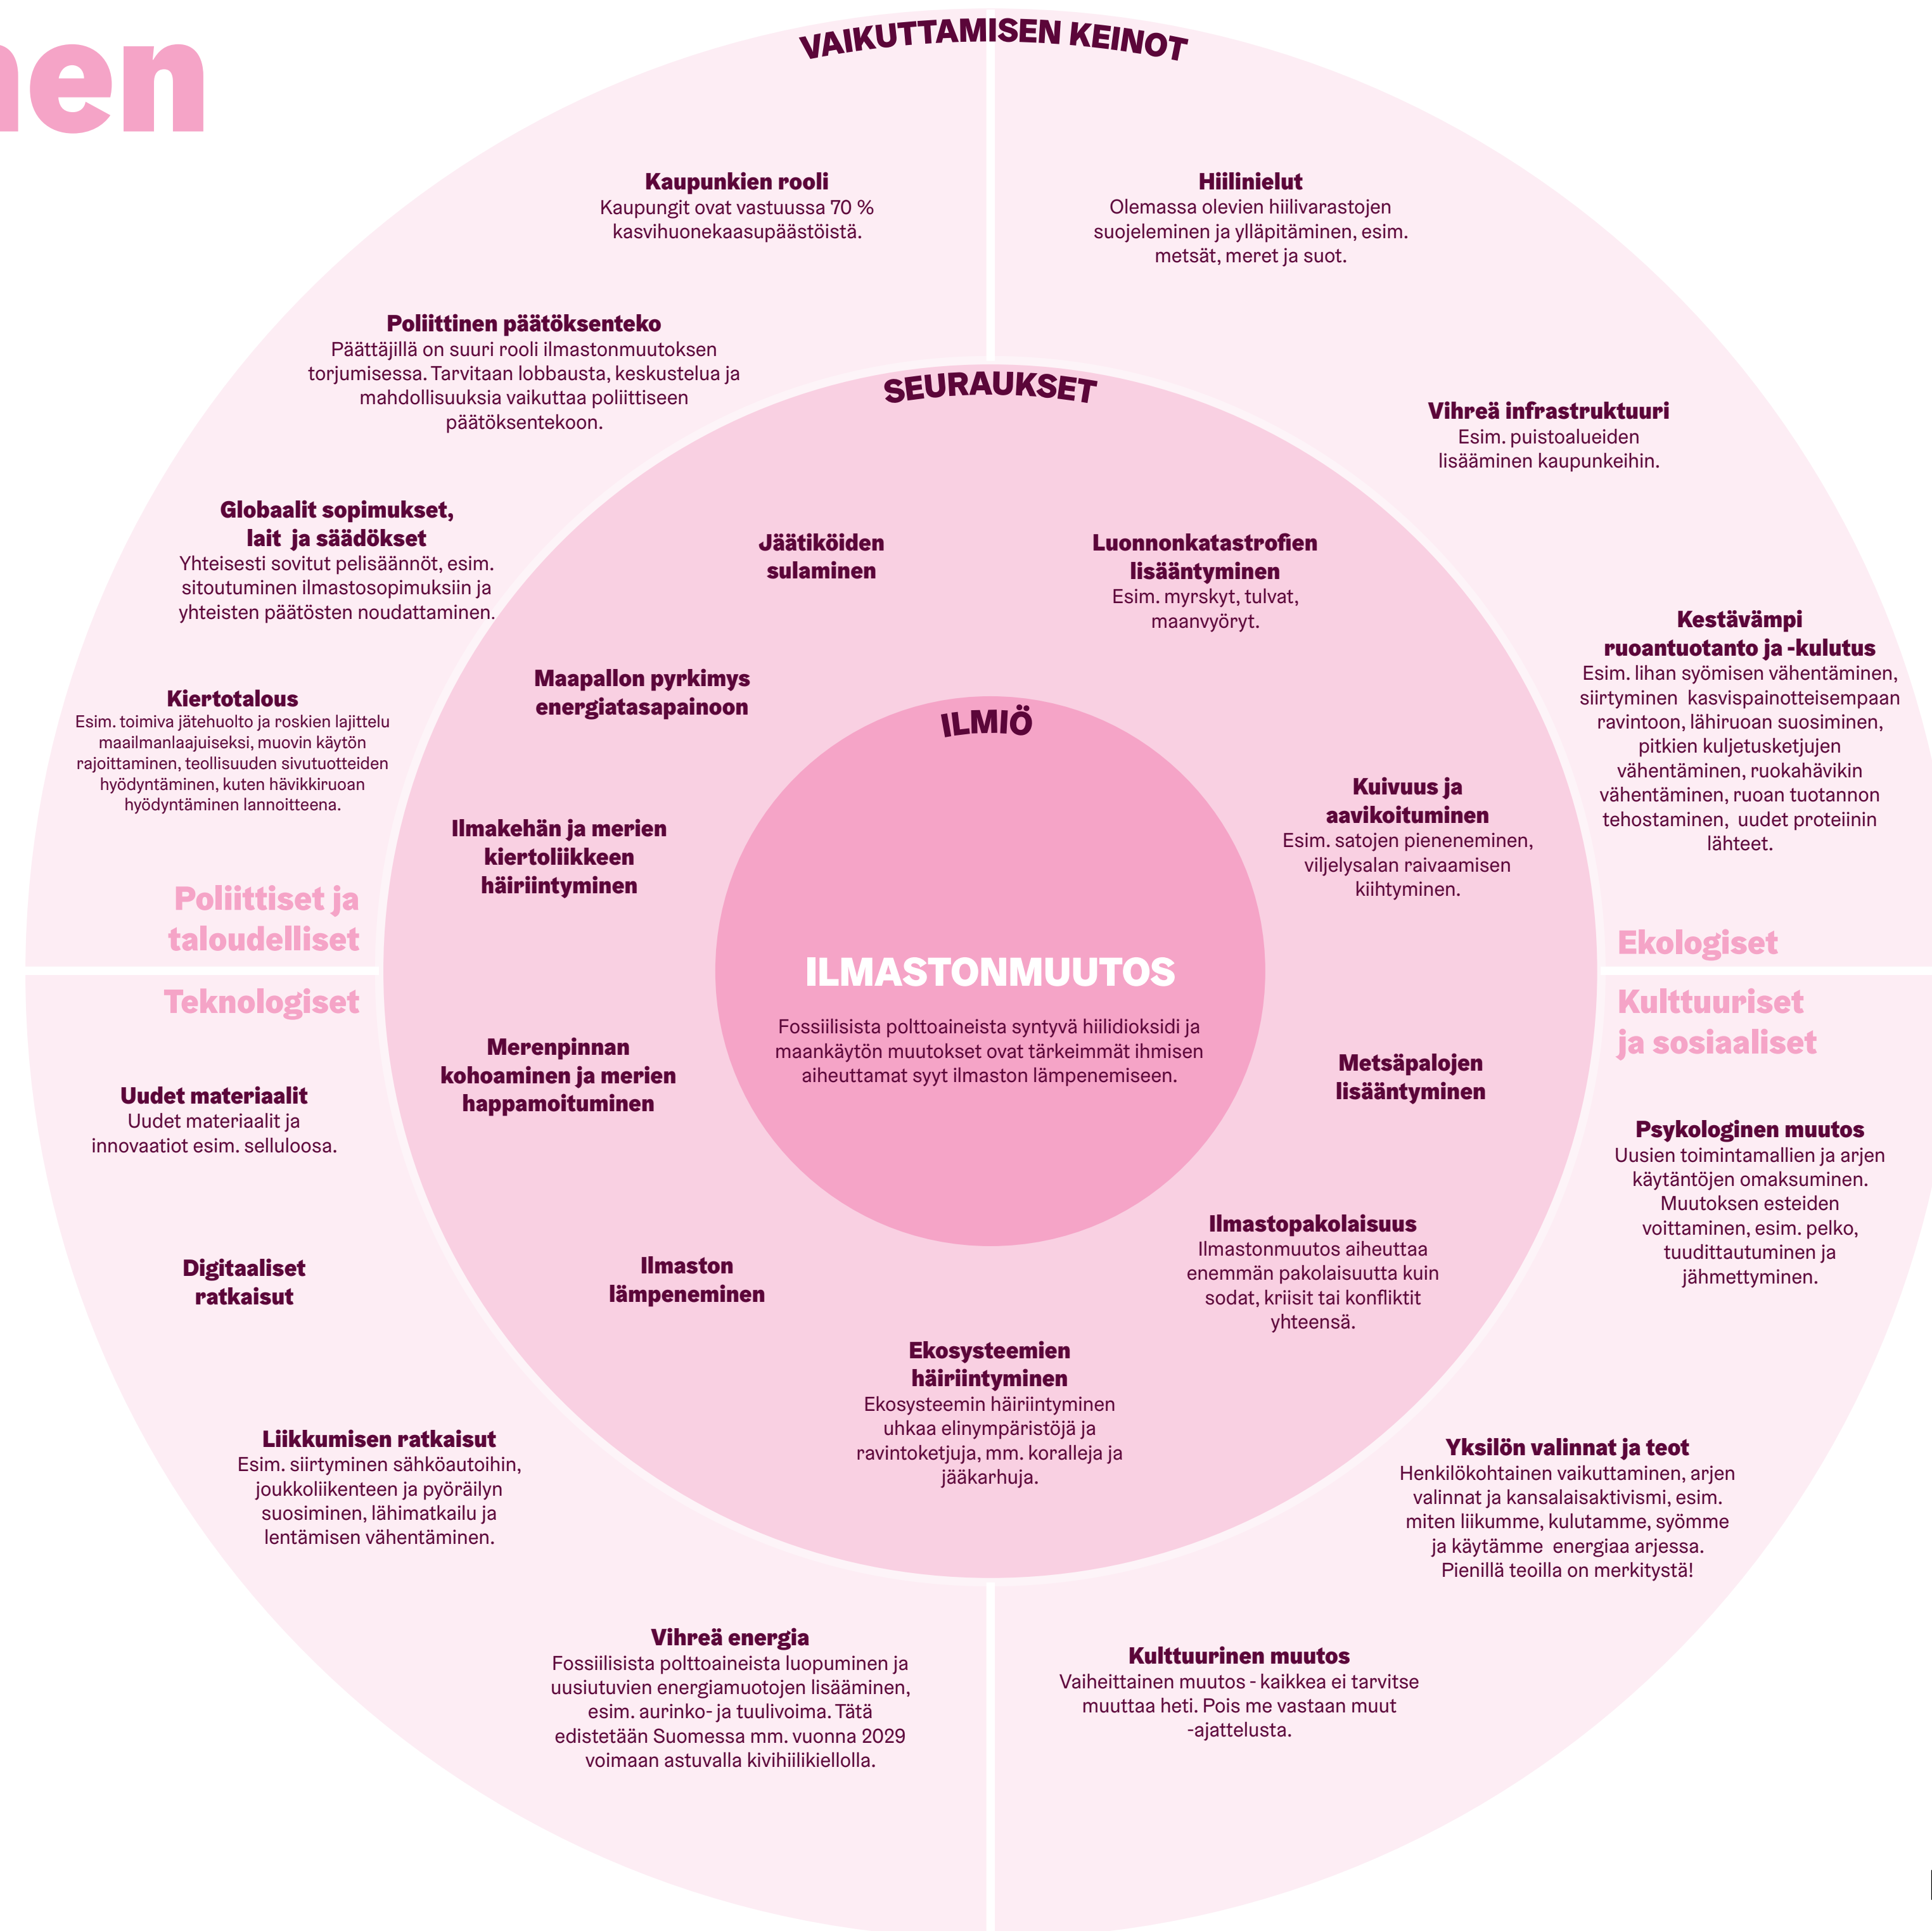 nen
VAIKUTTAMISEN KEINOT
Kaupunkien rooli
Kaupungit ovat vastuussa 70 %
kasvihuonekaasupäästöistä.
Poliittinen päätöksenteko
Päättäjillä on suuri rooli ilmastonmuutoksen
torjumisessa. Tarvitaan lobbausta, keskustelua ja
mahdollisuuksia vaikuttaa poliittiseen
päätöksentekoon.
Globaalit sopimukset,
lait ja säädökset
Yhteisesti sovitut pelisäännöt, esim.
sitoutuminen ilmastosopimuksiin ja
yhteisten päätösten noudattaminen.
Kiertotalous
Esim. toimiva jätehuolto ja roskien lajittelu
maailmanlaajuiseksi, muovin käytön
rajoittaminen, teollisuuden sivutuotteiden
hyödyntäminen, kuten hävikkiruoan
hyödyntäminen lannoitteena.
Poliittiset ja
taloudelliset
Hiilinielut
Olemassa olevien hiilivarastojen
suojeleminen ja ylläpitäminen, esim.
metsät, meret ja suot.
Vihreä infrastruktuuri
Esim. puistoalueiden
lisääminen kaupunkeihin.
Kestävämpi
ruoantuotanto ja -kulutus
Esim. lihan syömisen vähentäminen,
siirtyminen kasvispainotteisempaan
ravintoon, lähiruoan suosiminen,
pitkien kuljetusketjujen
vähentäminen, ruokahävikin
vähentäminen, ruoan tuotannon
tehostaminen, uudet proteiinin
lähteet.
Ekologiset
SEURAUKSET
Jäätiköiden
sulaminen
Luonnonkatastrofien
lisääntyminen
Esim. myrskyt, tulvat,
maanvyöryt.
Maapallon pyrkimys
energiatasapainoon
Kuivuus ja
aavikoituminen
Esim. satojen pieneneminen,
viljelysalan raivaamisen
kiihtyminen.
Ilmakehän ja merien
kiertoliikkeen
häiriintyminen
Merenpinnan
kohoaminen ja merien
happamoituminen
Metsäpalojen
lisääntyminen
Ilmaston
lämpeneminen
Ilmastopakolaisuus
Ilmastonmuutos aiheuttaa
enemmän pakolaisuutta kuin
sodat, kriisit tai konfliktit
yhteensä.
Ekosysteemien
häiriintyminen
Ekosysteemin häiriintyminen
uhkaa elinympäristöjä ja
ravintoketjuja, mm. koralleja ja
jääkarhuja.
ILMIÖ
ILMASTONMUUTOS
Fossiilisista polttoaineista syntyvä hiilidioksidi ja
maankäytön muutokset ovat tärkeimmät ihmisen
aiheuttamat syyt ilmaston lämpenemiseen.
Teknologiset
Uudet materiaalit
Uudet materiaalit ja
innovaatiot esim. selluloosa.
Digitaaliset
ratkaisut
Liikkumisen ratkaisut
Esim. siirtyminen sähköautoihin,
joukkoliikenteen ja pyöräilyn
suosiminen, lähimatkailu ja
lentämisen vähentäminen.
Vihreä energia
Fossiilisista polttoaineista luopuminen ja
uusiutuvien energiamuotojen lisääminen,
esim. aurinko- ja tuulivoima. Tätä
edistetään Suomessa mm. vuonna 2029
voimaan astuvalla kivihiilikiellolla.
Kulttuuriset
ja sosiaaliset
Psykologinen muutos
Uusien toimintamallien ja arjen
käytäntöjen omaksuminen.
Muutoksen esteiden
voittaminen, esim. pelko,
tuudittautuminen ja
jähmettyminen.
Yksilön valinnat ja teot
Henkilökohtainen vaikuttaminen, arjen
valinnat ja kansalaisaktivismi, esim.
miten liikumme, kulutamme, syömme
ja käytämme energiaa arjessa.
Pienillä teoilla on merkitystä!
Kulttuurinen muutos
Vaiheittainen muutos - kaikkea ei tarvitse
muuttaa heti. Pois me vastaan muut
-ajattelusta.